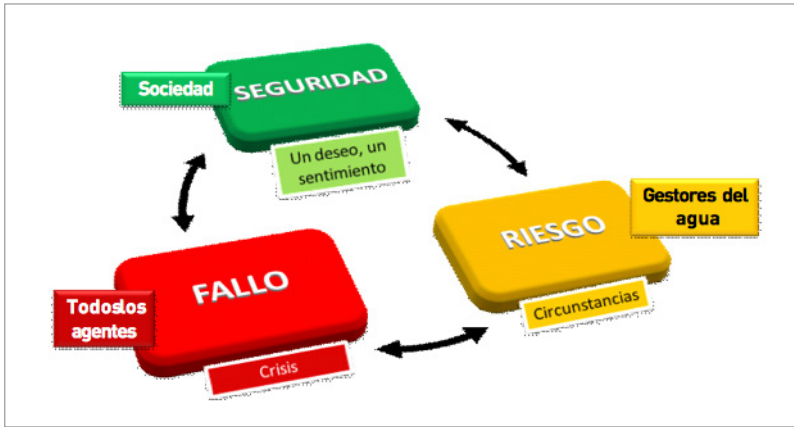 Sociedad
SEGURIDAD
Un deseo, un
sentimiento
Gestores del
agua
RIESGO
Circunstancias
FALLO
Todoslos
agentes
Crisis